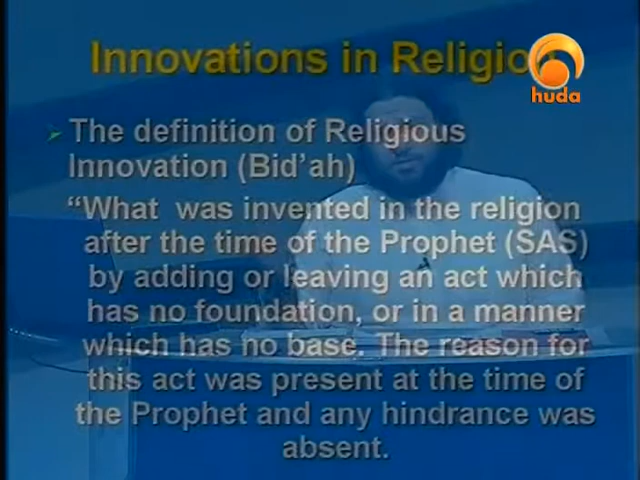 Innovations in Religion
huda
➢ The definition of Religious
Innovation (Bid'ah)
"What was invented in the religion
after the time of the Prophet (SAS)
by adding or leaving an act which
has no foundation, or in a manner
which has no base. The reason for
this act was present at the time of
the Prophet and any hindrance was
absent.